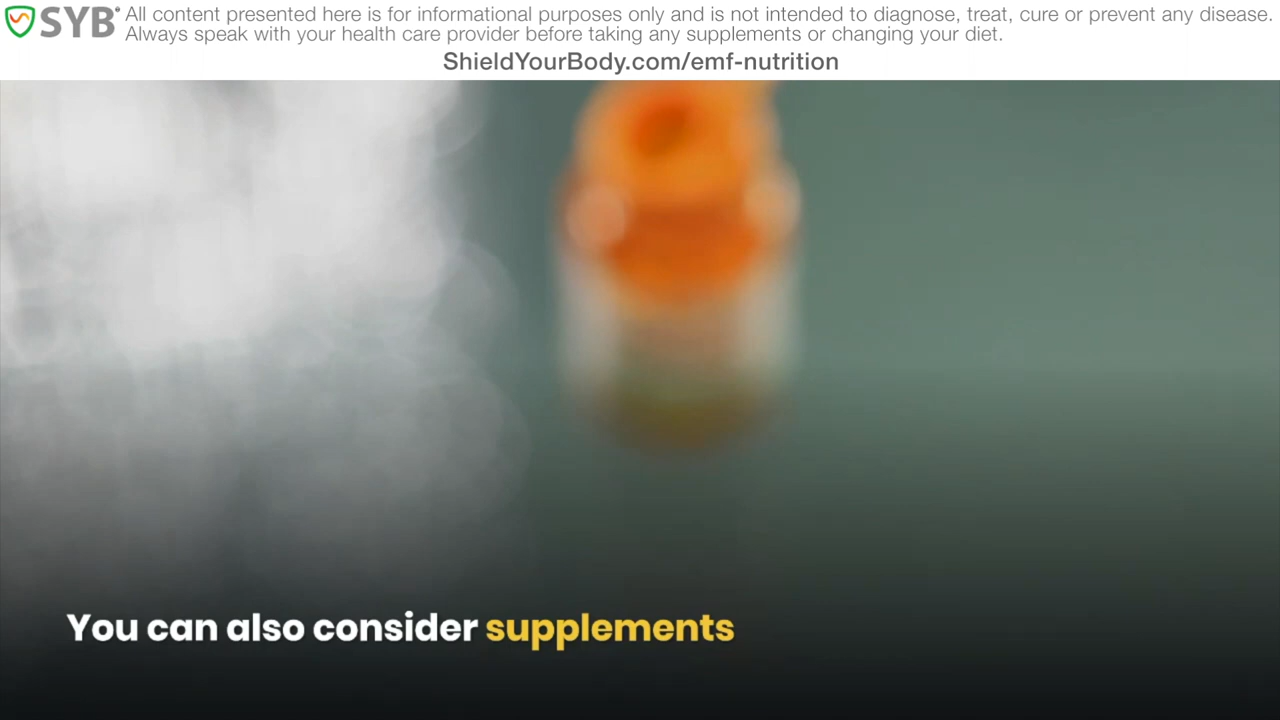 SYB®
All content presented here is for informational purposes only and is not intended to diagnose, treat, cure or prevent any disease.
Always speak with your health care provider before taking any supplements or changing your diet.
ShieldYourBody.com/emf-nutrition
You can also consider supplements